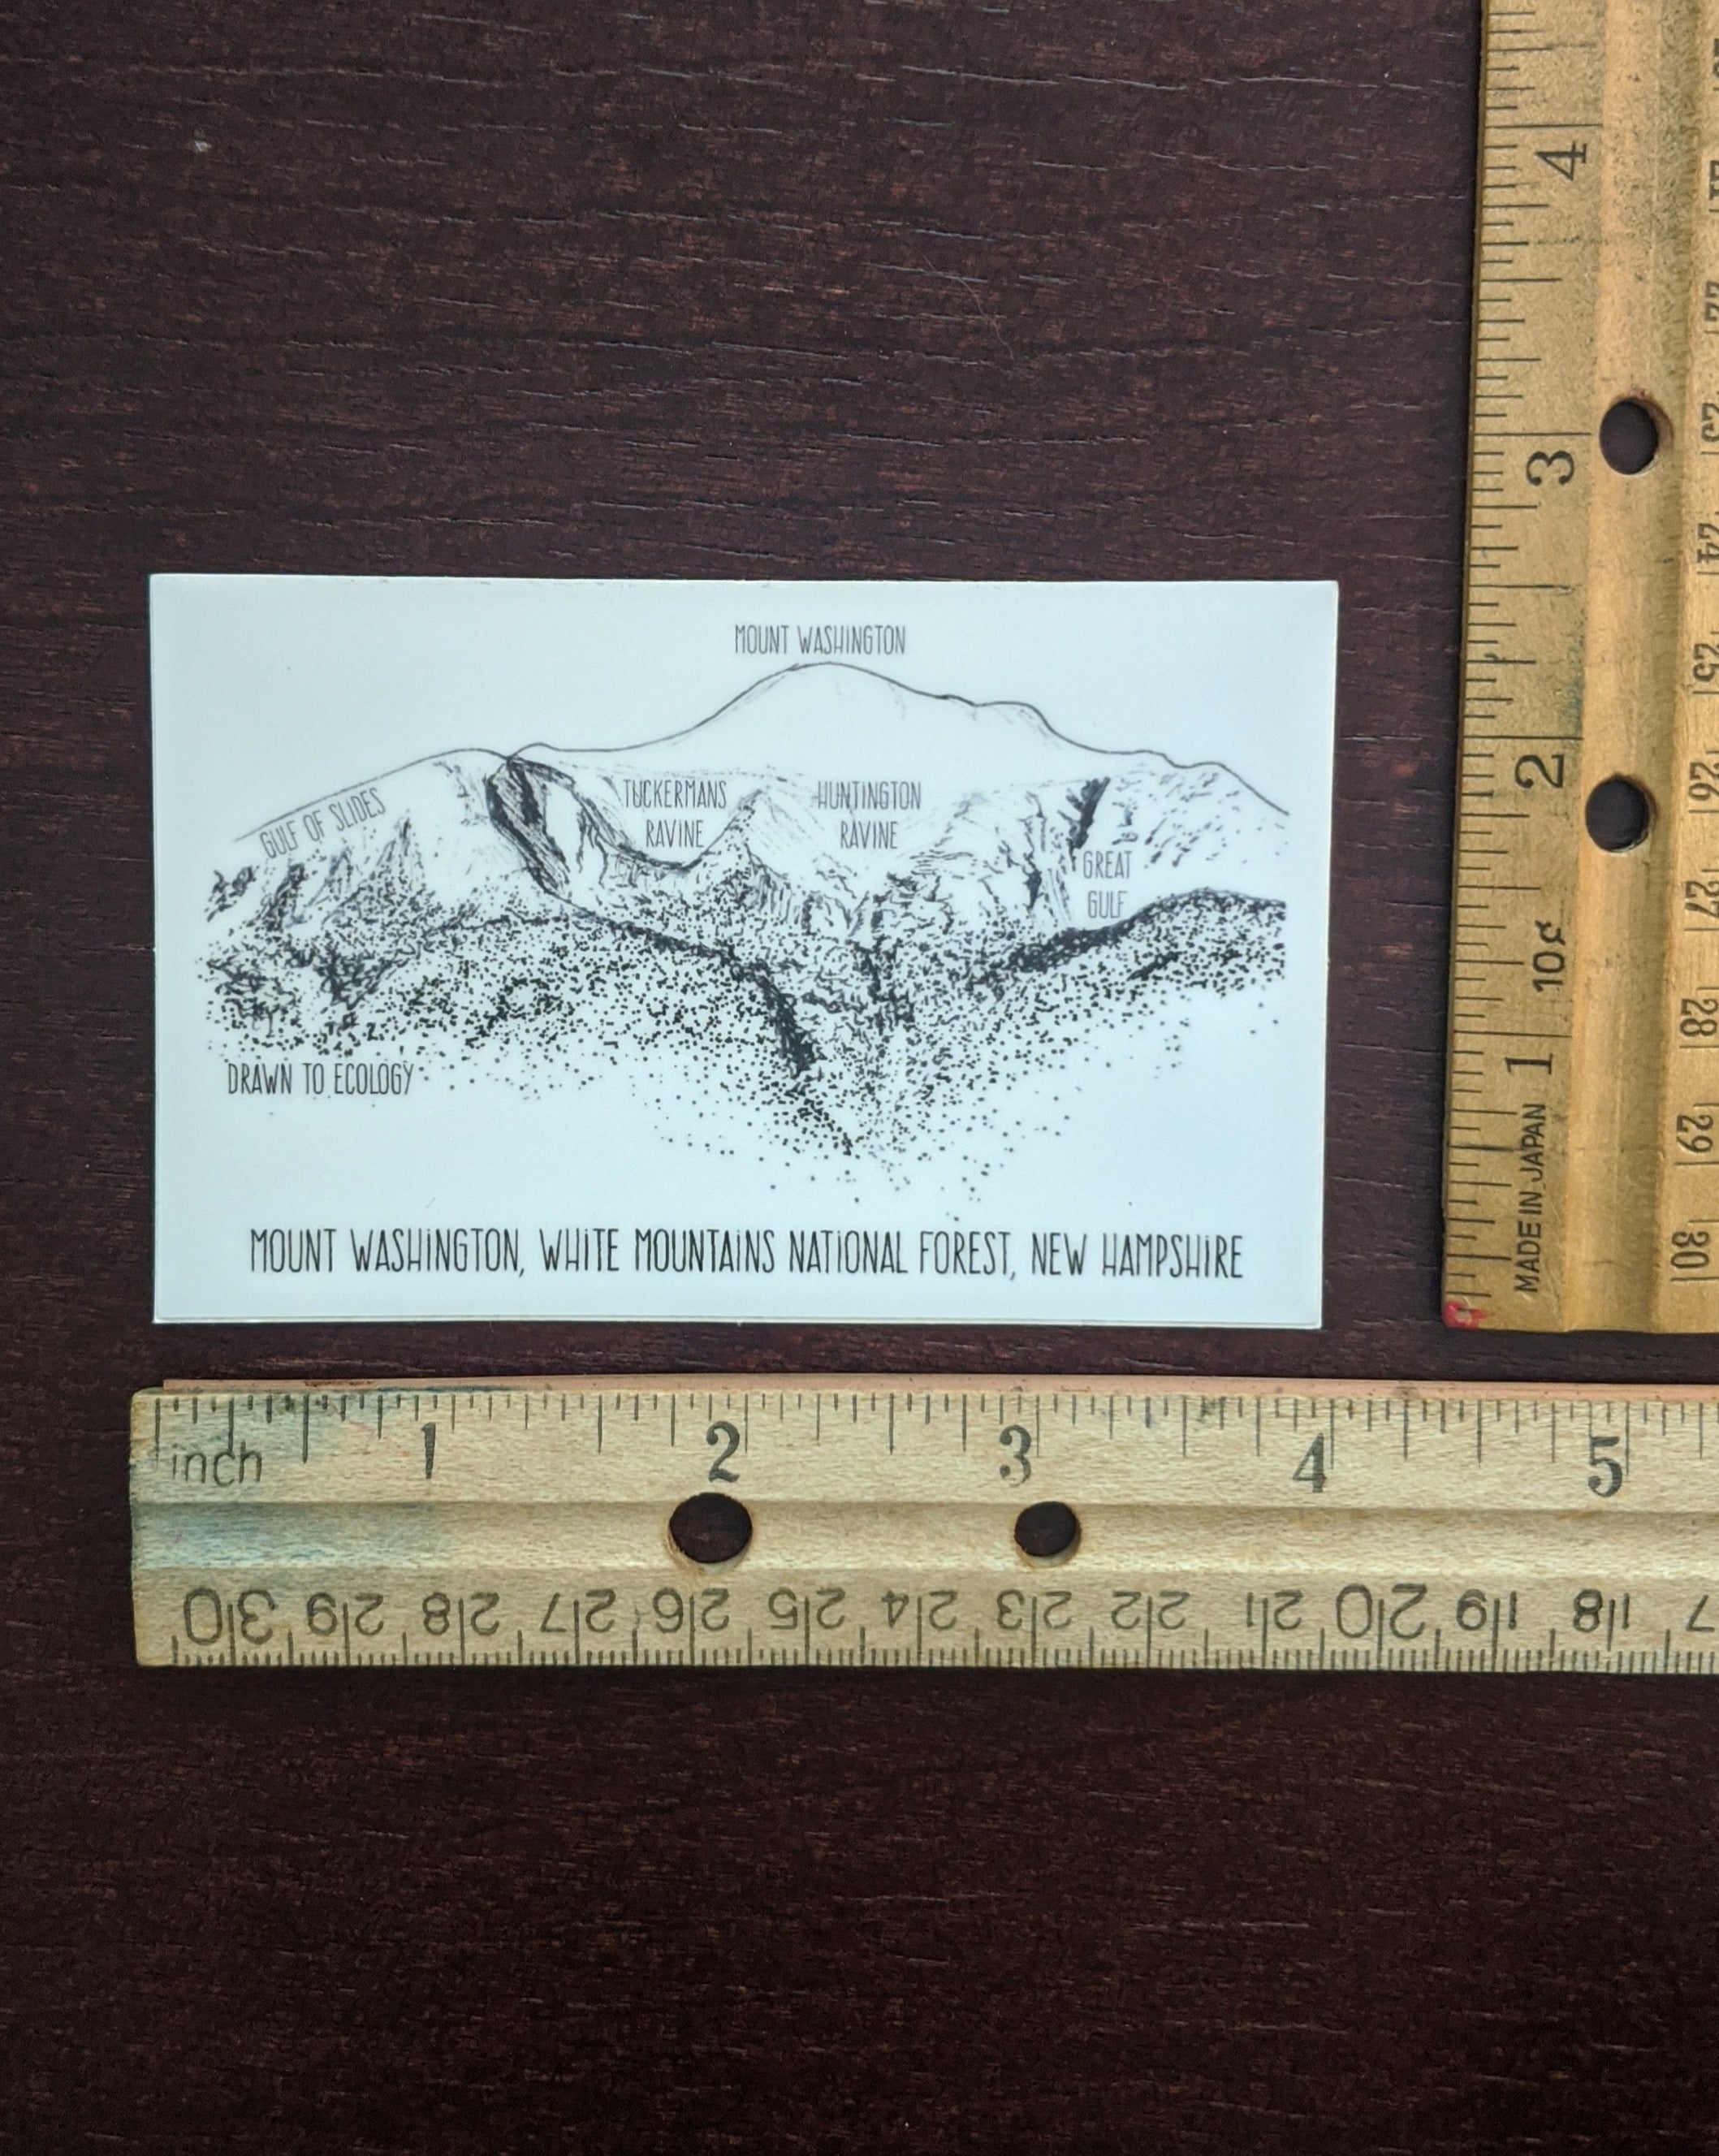 MOUNT WASHINGTON
GULF OF SLIDES
TUCKERMANS
RAVINE
HUNTINGTON
RAVINE
GREAT
GULF
DRAWN TO ECOLOGY
MOUNT WASHINGTON, WHITE MOUNTAINS NATIONAL FOREST, NEW HAMPSHIRE
4
3
2
1
10g
MADE IN JAPAN
22
23
24
25
26
27
28
29
30
inch
1 2 3 4 5
30 29 28 27 26 25 24 23 22 21 20 19 18